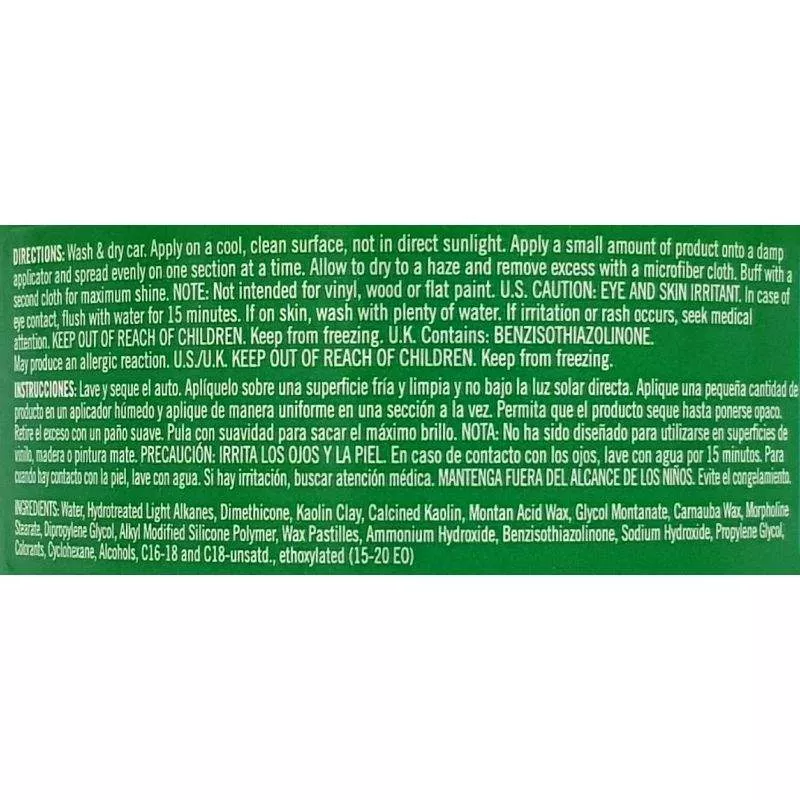 DIRECTIONS: Wash & dry car. Apply on a cool, clean surface, not in direct sunlight. Apply a small amount of product onto a damp
applicator and spread evenly on one section at a time. Allow to dry to a haze and remove excess with a microfiber cloth. Buff with a
second cloth for maximum shine. NOTE: Not intended for vinyl, wood or flat paint. U.S. CAUTION: EYE AND SKIN IRRITANT. In case of
eye contact, flush with water for 15 minutes. If on skin, wash with plenty of water. If irritation or rash occurs, seek medical
attention. KEEP OUT OF REACH OF CHILDREN. Keep from freezing. U.K. Contains: BENZISOTHIAZOLINONE.
May produce an allergic reaction. U.S./U.K. KEEP OUT OF REACH OF CHILDREN. Keep from freezing.
INSTRUCCIONES: Lave y seque el auto. Aplíquelo sobre una superficie fría y limpia y no bajo la luz solar directa. Aplique una pequeña cantidad de
producto en un aplicador húmedo y aplique de manera uniforme en una sección a la vez. Permita que el producto seque hasta ponerse opaco.
Retire el exceso con un paño suave. Pula con suavidad para sacar el máximo brillo. NOTA: No ha sido diseñado para utilizarse en superficies de
vinilo, madera o pintura mate. PRECAUCIÓN: IRRITA LOS OJOS Y LA PIEL. En caso de contacto con los ojos, lave con agua por 15 minutos. Para
cuando hay contacto con la piel, lave con agua. Si hay irritación, buscar atención médica. MANTENGA FUERA DEL ALCANCE DE LOS NIÑOS. Evite el congelamiento.
INGREDIENTS: Water, Hydrotreated Light Alkanes, Dimethicone, Kaolin Clay, Calcined Kaolin, Montan Acid Wax, Glycol Montanate, Carnauba Wax, Morpholine
Stearate, Dipropylene Glycol, Alkyl Modified Silicone Polymer, Wax Pastilles, Ammonium Hydroxide, Benzisothiazolinone, Sodium Hydroxide, Propylene Glycol,
Colorants, Cyclohexane, Alcohols, C16-18 and C18-unsatd., ethoxylated (15-20 EO)